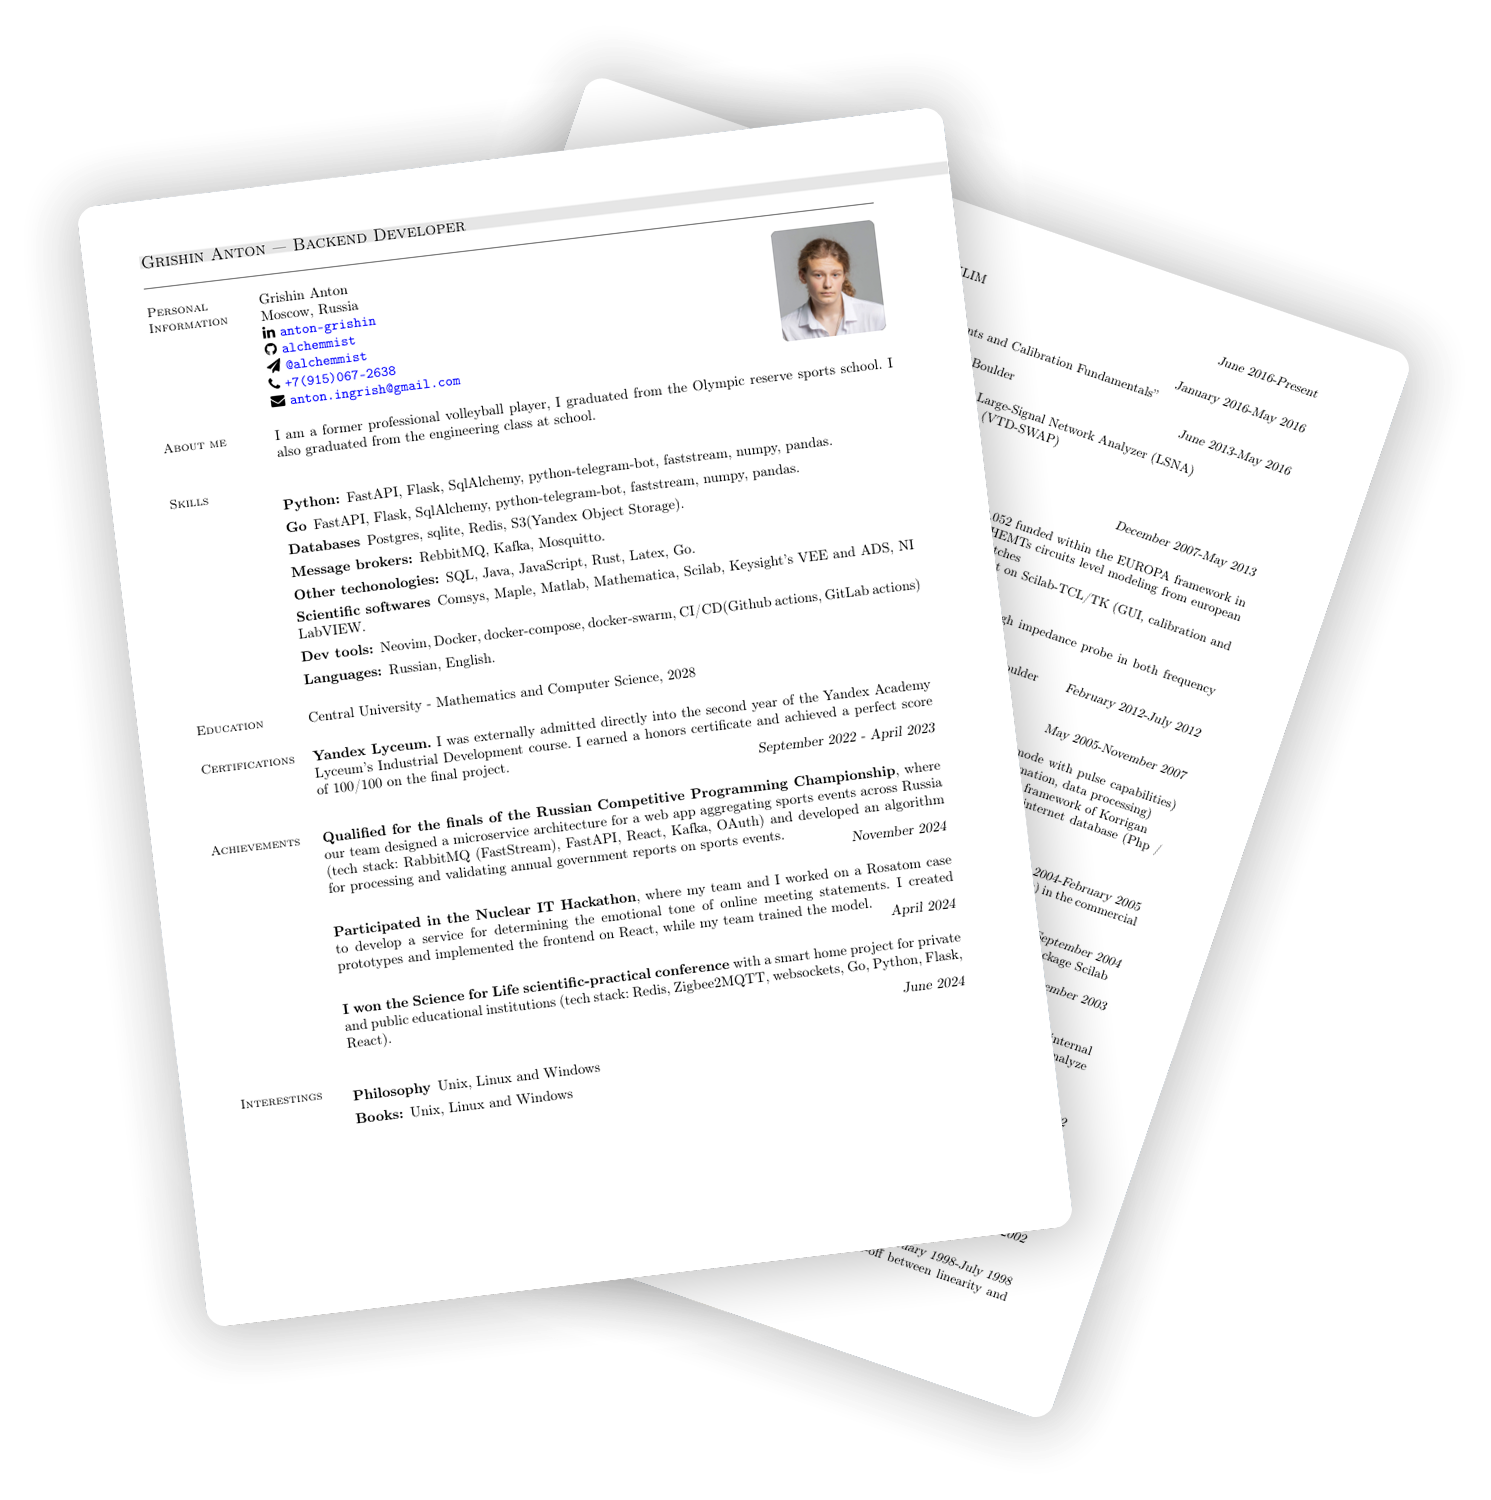 Grishin Anton — Backend Developer
Personal
Information
Grishin Anton
Moscow, Russia
anton-grishin
alchemmist
@alchemmist
+7(915)067-2638
anton.ingrish@gmail.com
About me
I am a former professional volleyball player, I graduated from the Olympic reserve sports school. I
also graduated from the engineering class at school.
Skills
Python: FastAPI, Flask, SqlAlchemy, python-telegram-bot, faststream, numpy, pandas.
Go FastAPI, Flask, SqlAlchemy, python-telegram-bot, faststream, numpy, pandas.
Databases Postgres, sqlite, Redis, S3(Yandex Object Storage).
Message brokers: RebbitMQ, Kafka, Mosquitto.
Other techonologies: SQL, Java, JavaScript, Rust, Latex, Go.
Scientific softwares Comsys, Maple, Matlab, Mathematica, Scilab, Keysight's VEE and ADS, NI
LabVIEW.
Dev tools: Neovim, Docker, docker-compose, docker-swarm, CI/CD(Github actions, GitLab actions)
Languages: Russian, English.
Education
Central University - Mathematics and Computer Science, 2028
Certifications
Yandex Lyceum. I was externally admitted directly into the second year of the Yandex Academy
Lyceum's Industrial Development course. I earned a honors certificate and achieved a perfect score
of 100/100 on the final project.
September 2022 - April 2023
Achievements
Qualified for the finals of the Russian Competitive Programming Championship, where
our team designed a microservice architecture for a web app aggregating sports events across Russia
(tech stack: RabbitMQ (FastStream), FastAPI, React, Kafka, OAuth) and developed an algorithm
for processing and validating annual government reports on sports events.
November 2024
Participated in the Nuclear IT Hackathon, where my team and I worked on a Rosatom case
to develop a service for determining the emotional tone of online meeting statements. I created
prototypes and implemented the frontend on React, while my team trained the model.
April 2024
I won the Science for Life scientific-practical conference with a smart home project for private
and public educational institutions (tech stack: Redis, Zigbee2MQTT, websockets, Go, Python, Flask,
React).
June 2024
Interestings
Philosophy Unix, Linux and Windows
Books: Unix, Linux and Windows
June 2016-Present
and Calibration Fundamentals"
January 2016-May 2016
Boulder
June 2013-May 2016
Large-Signal Network Analyzer (LSNA)
(VTD-SWAP)
December 2007-May 2013
052 funded within the EUROPA framework in
HEMTs circuits level modeling from european
on Scilab-TCL/TK (GUI, calibration and
impedance probe in both frequency
February 2012-July 2012
May 2005-November 2007
mode with pulse capabilities)
data processing)
framework of Korrigan
internet database (Php /
2004-February 2005
in the commercial
September 2004
Scilab
2003
internal
2002
1998-July 1998
between linearity and